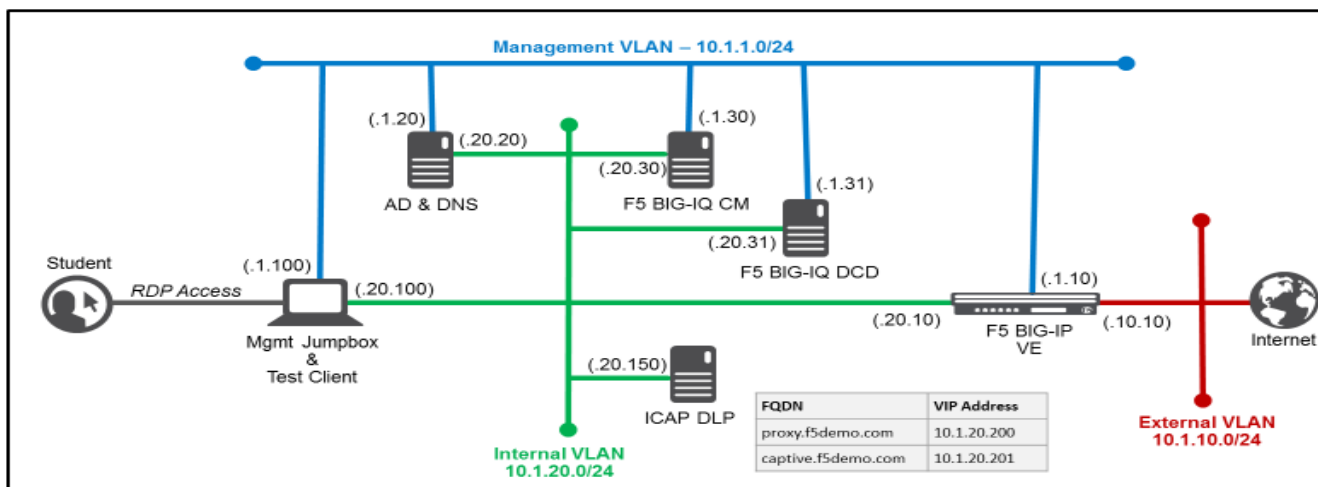 Management VLAN – 10.1.1.0/24
(.1.20)
(.20.20)
AD & DNS
(.1.30)
(.20.30)
F5 BIG-IQ CM
(.1.31)
(.20.31)
F5 BIG-IQ DCD
Student
RDP Access
(.1.100)
(.20.100)
Mgmt Jumpbox
&
Test Client
(.1.10)
(.20.10)
F5 BIG-IP
VE
(.10.10)
Internet
(.20.150)
ICAP DLP
Internal VLAN
10.1.20.0/24
FQDN VIP Address
proxy.f5demo.com 10.1.20.200
captive.f5demo.com 10.1.20.201
External VLAN
10.1.10.0/24